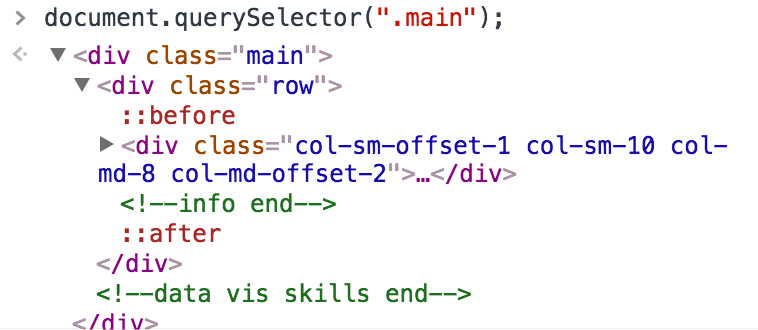 > document.querySelector(".main");
<div class="main">
<div class="row">
::before
<div class="col-sm-offset-1 col-sm-10 col-
md-8 col-md-offset-2">…</div>
<!--info end-->
::after
</div>
<!--data vis skills end-->
</div>